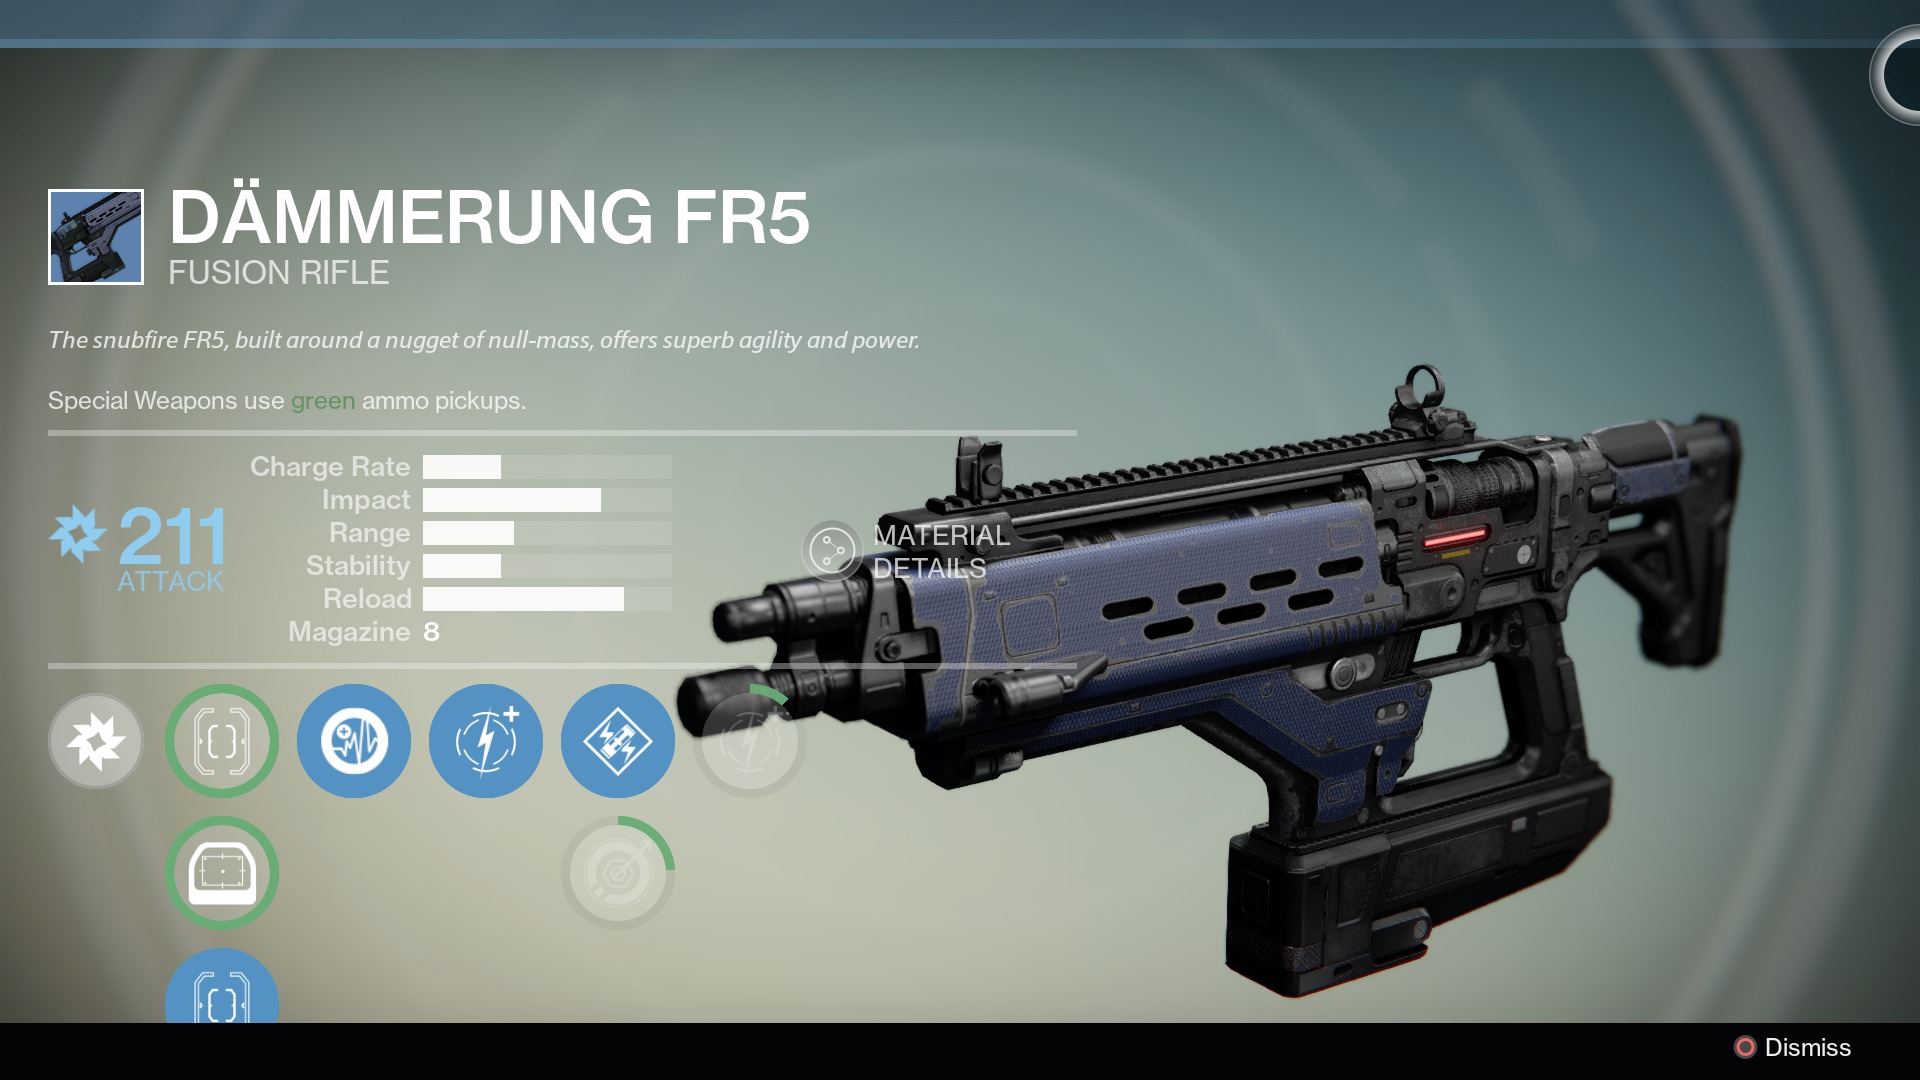 DÄMMERUNG FR5
FUSION RIFLE
The snubfire FR5, built around a nugget of null-mass, offers superb agility and power.
Special Weapons use green ammo pickups.
211
ATTACK
Charge Rate
Impact
Range
Stability
Reload
Magazine 8
MATERIAL
DETAILS
Dismiss